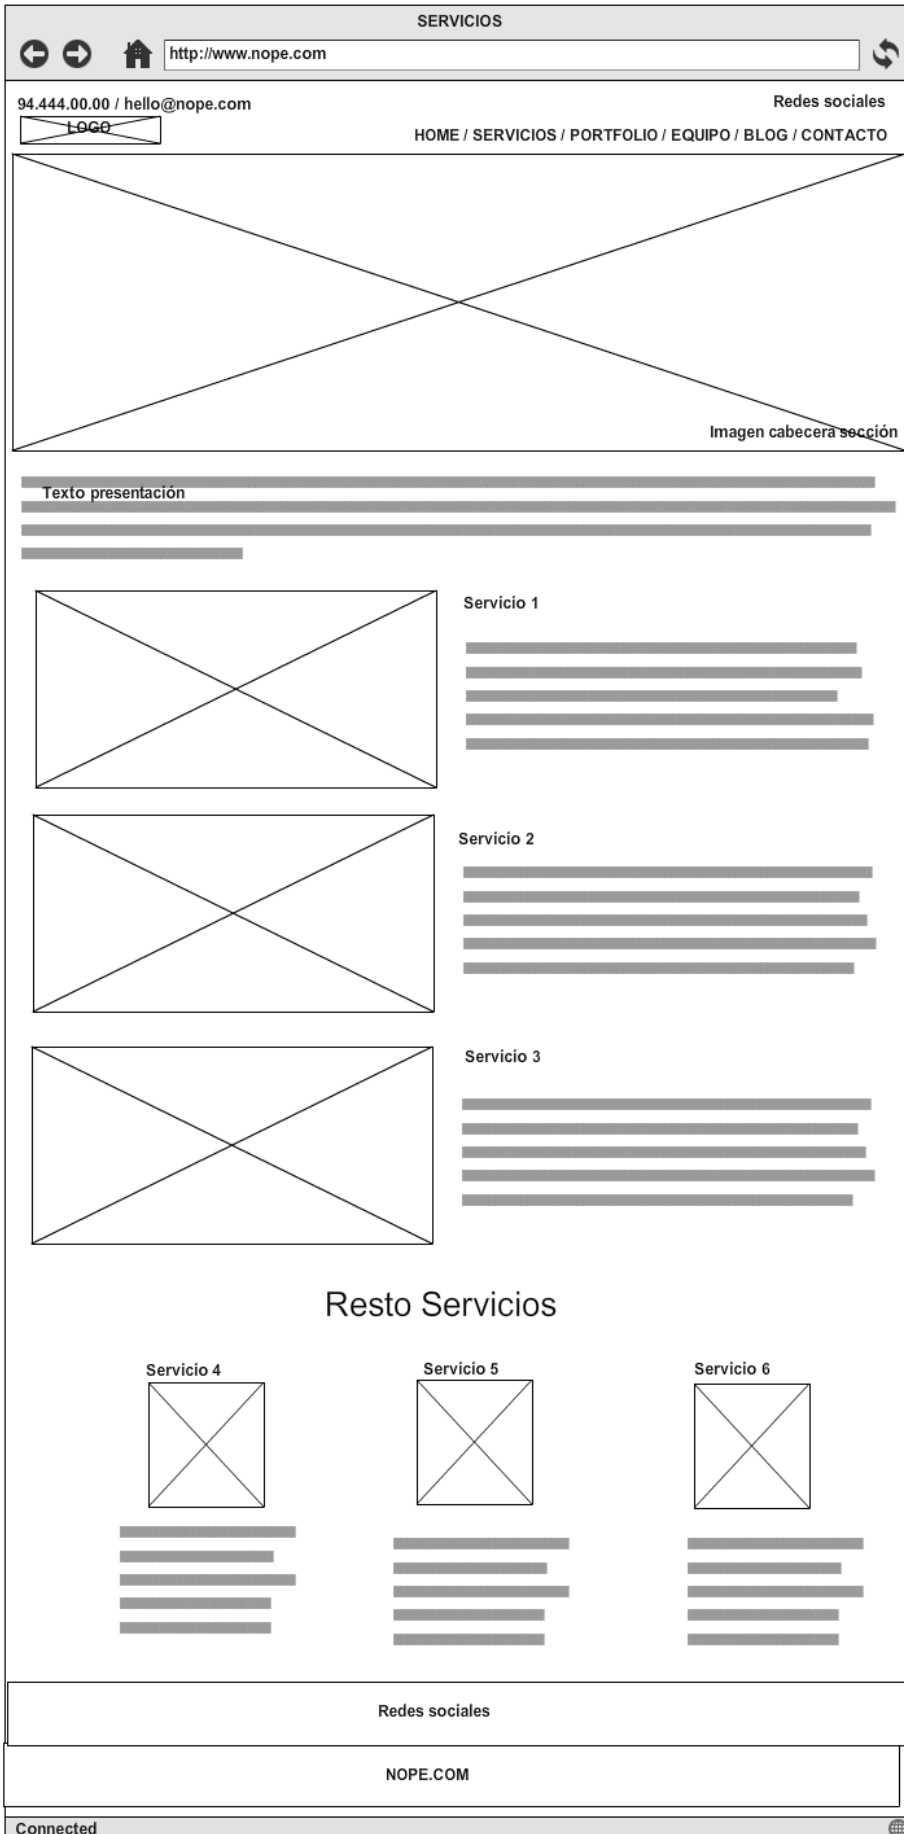 SERVICIOS
http://www.nope.com
94.444.00.00 / hello@nope.com
Redes sociales
LOGO
HOME / SERVICIOS / PORTFOLIO / EQUIPO / BLOG / CONTACTO
Imagen cabecera sección
Texto presentación
Servicio 1
Servicio 2
Servicio 3
Resto Servicios
Servicio 4
Servicio 5
Servicio 6
Redes sociales
NOPE.COM
Connected